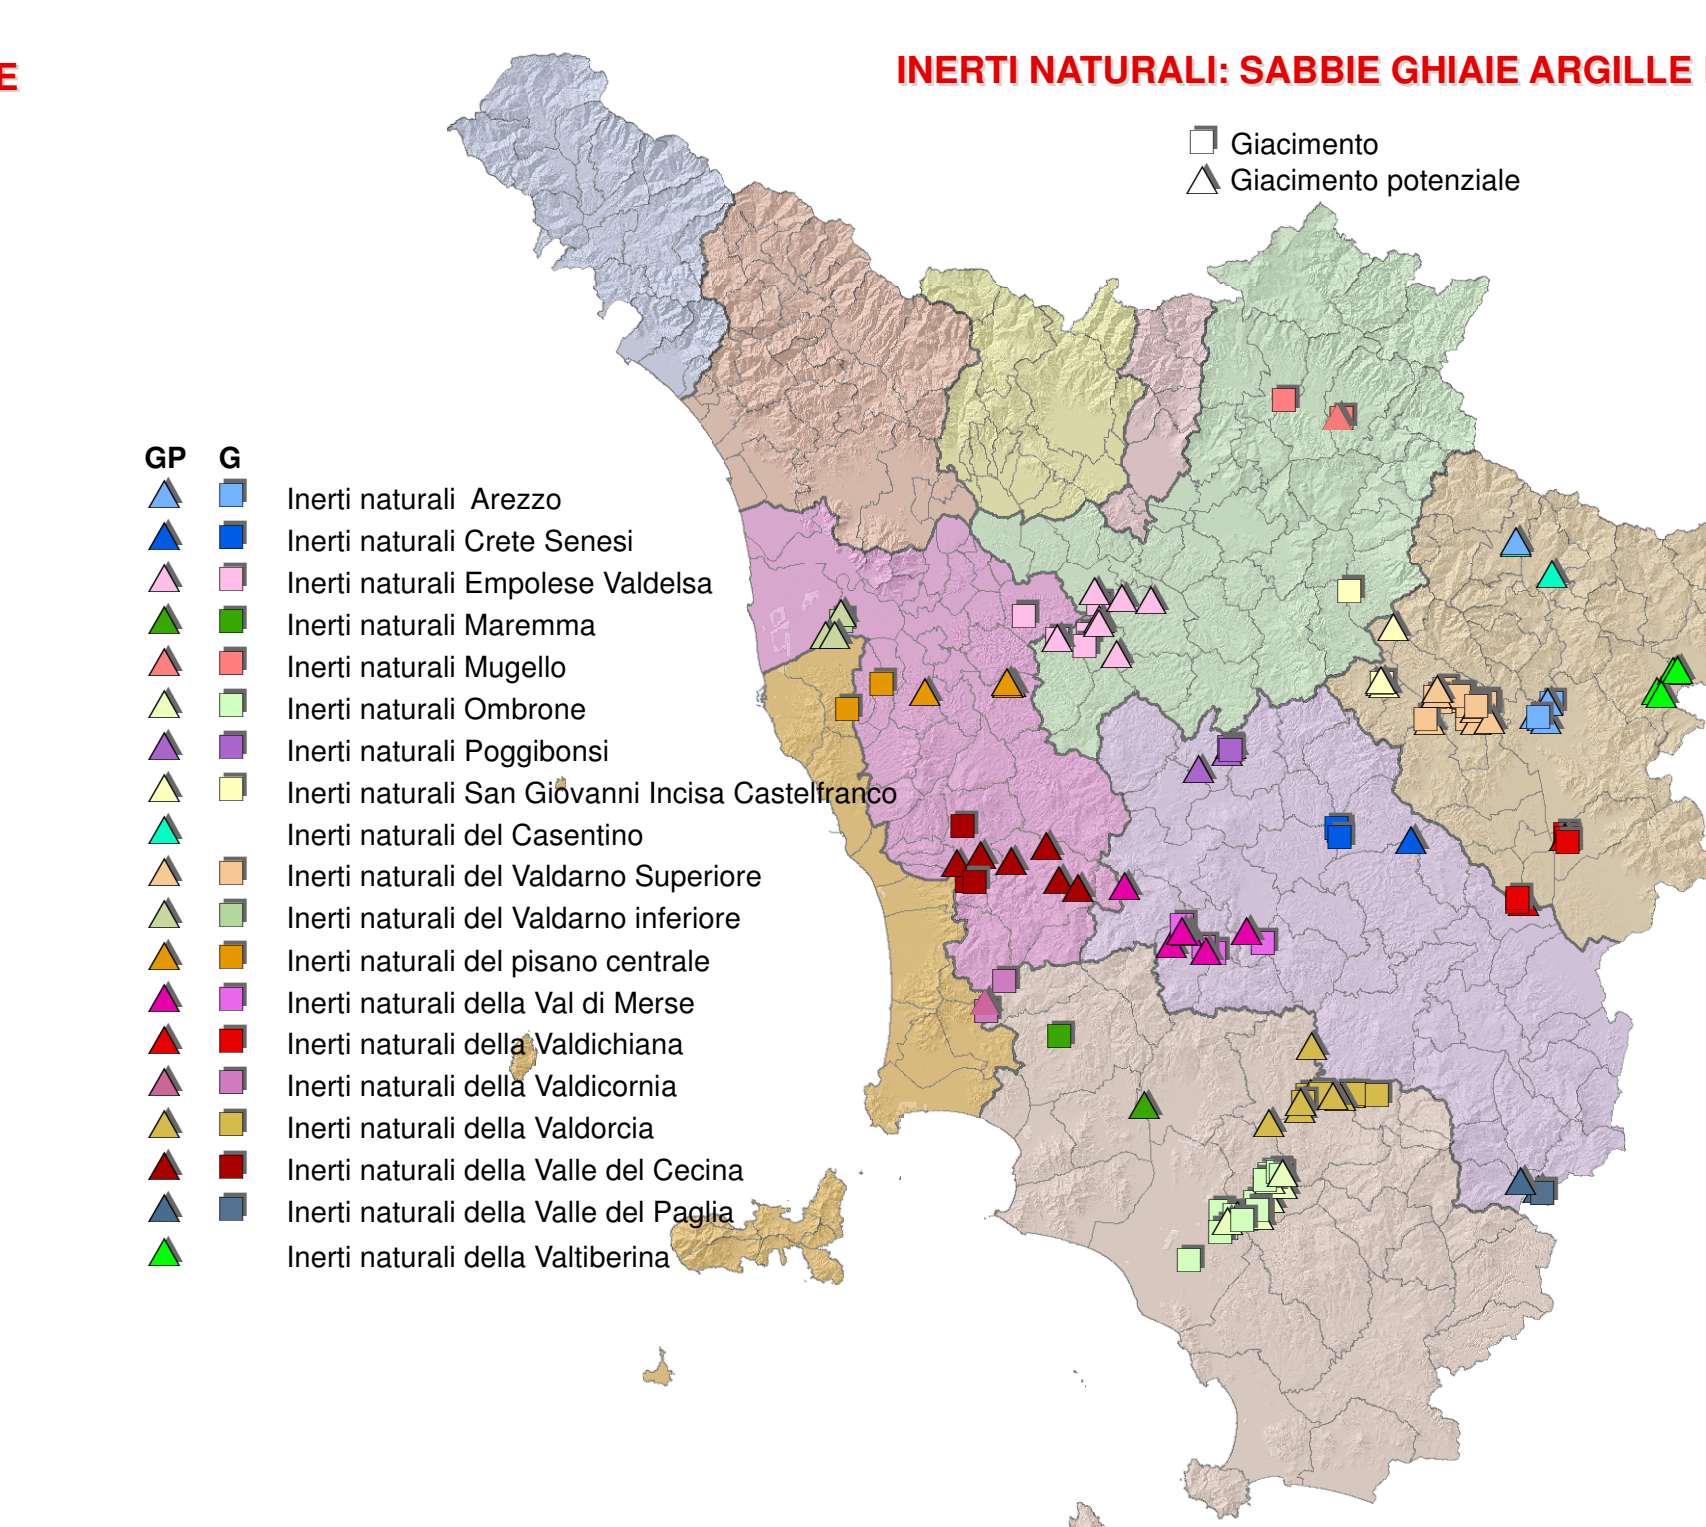 E
INERTI NATURALI: SABBIE GHIAIE ARGILLE
Giacimento
Giacimento potenziale
GP G
Inerti naturali Arezzo
Inerti naturali Crete Senesi
Inerti naturali Empolese Valdelsa
Inerti naturali Maremma
Inerti naturali Mugello
Inerti naturali Ombrone
Inerti naturali Poggibonsi
Inerti naturali San Giovanni Incisa Castelfranco
Inerti naturali del Casentino
Inerti naturali del Valdarno Superiore
Inerti naturali del Valdarno inferiore
Inerti naturali del pisano centrale
Inerti naturali della Val di Merse
Inerti naturali della Valdichiana
Inerti naturali della Valdicornia
Inerti naturali della Valdorcia
Inerti naturali della Valle del Cecina
Inerti naturali della Valle del Paglia
Inerti naturali della Valtiberina